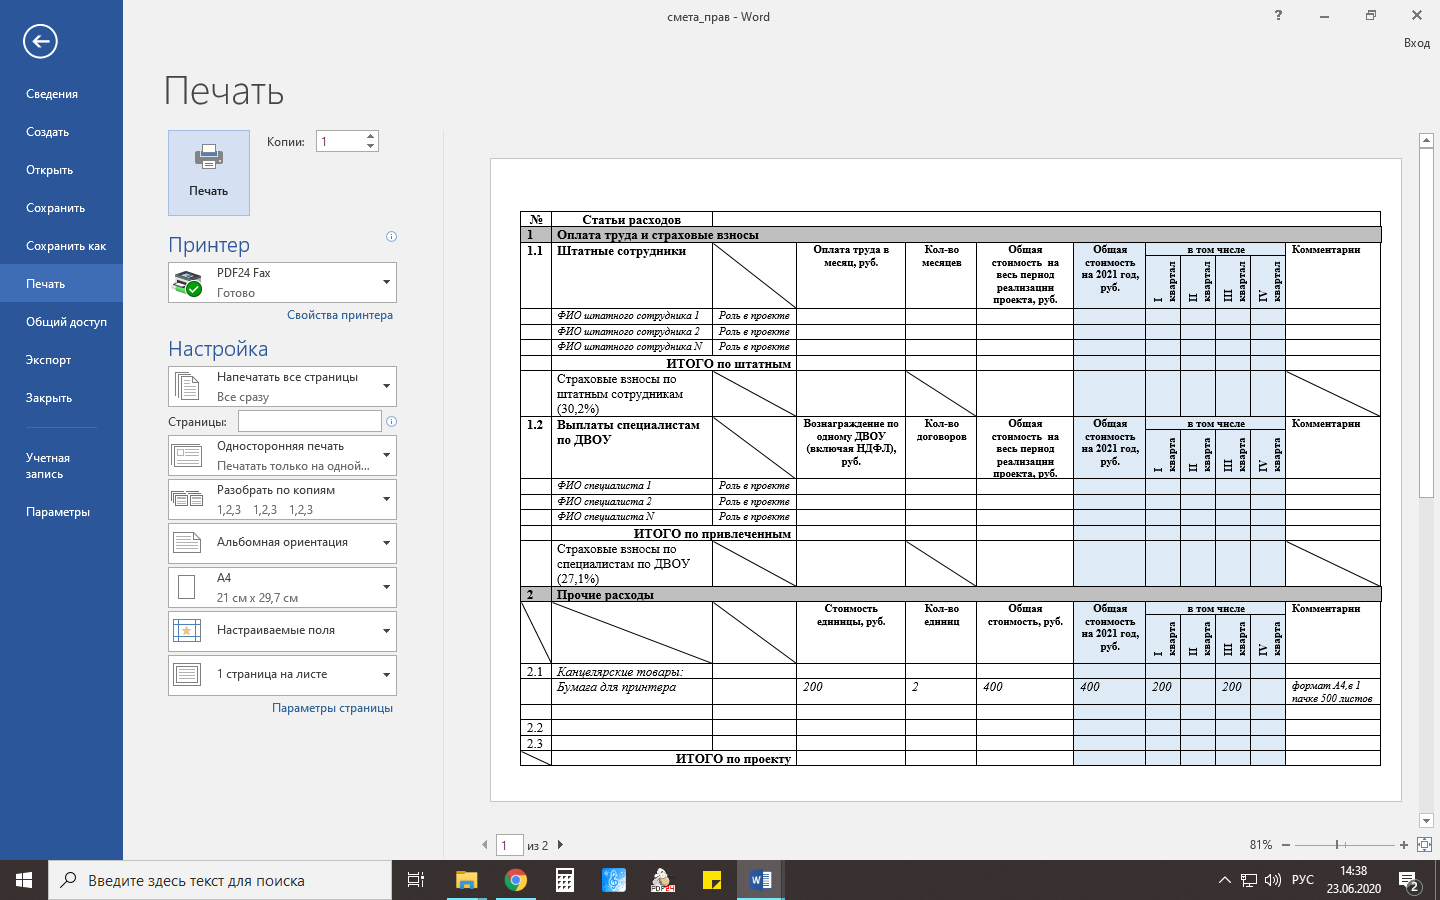 смета_прав - Word
?
Вход
Сведения
Создать
Открыть
Сохранить
Сохранить как
Печать
Общий доступ
Экспорт
Закрыть
Учетная
запись
Параметры
Печать
Печать
Копии: 1
Принтер
PDF24 Fax
Готово
Свойства принтера
Настройка
Напечатать все страницы
Все сразу
Страницы:
Односторонняя печать
Печатать только на одной...
Разобрать по копиям
1,2,3 1,2,3 1,2,3
Альбомная ориентация
A4
21 см x 29,7 см
Настраиваемые поля
1 страница на листе
Параметры страницы
№ Статьи расходов
1 Оплата труда и страховые взносы
1.1 Штатные сотрудники
Оплата труда в
месяц, руб.
Кол-во
месяцев
Общая
стоимость на
весь период
реализации
проекта, руб.
Общая
стоимость
на 2021 год,
руб.
в том числе
I
квартал
II
квартал
III
квартал
IV
квартал
Комментарии
ФИО штатного сотрудника 1 Роль в проекте
ФИО штатного сотрудника 2 Роль в проекте
ФИО штатного сотрудника N Роль в проекте
ИТОГО по штатным
Страховые взносы по
штатным сотрудникам
(30,2%)
1.2 Выплаты специалистам
по ДВОУ
Вознаграждение по
одному ДВОУ
(включая НДФЛ),
руб.
Кол-во
договоров
Общая
стоимость на
весь период
реализации
проекта, руб.
Общая
стоимость
на 2021 год,
руб.
в том числе
I
кварта
II
кварта
III
кварта
IV
кварта
Комментарии
ФИО специалиста 1 Роль в проекте
ФИО специалиста 2 Роль в проекте
ФИО специалиста N Роль в проекте
ИТОГО по привлеченным
Страховые взносы по
специалистам по ДВОУ
(27,1%)
2 Прочие расходы
Стоимость
единицы, руб.
Кол-во
единиц
Общая
стоимость, руб.
Общая
стоимость
на 2021 год,
руб.
в том числе
I
кварта
II
кварта
III
кварта
IV
кварта
Комментарии
2.1 Канцелярские товары:
Бумага для принтера 200 2 400 400 200 200 формат А4,в 1
пачке 500 листов
2.2
2.3
ИТОГО по проекту
1 из 2
81%
Введите здесь текст для поиска
PDF24
РУС
14:38
23.06.2020
2